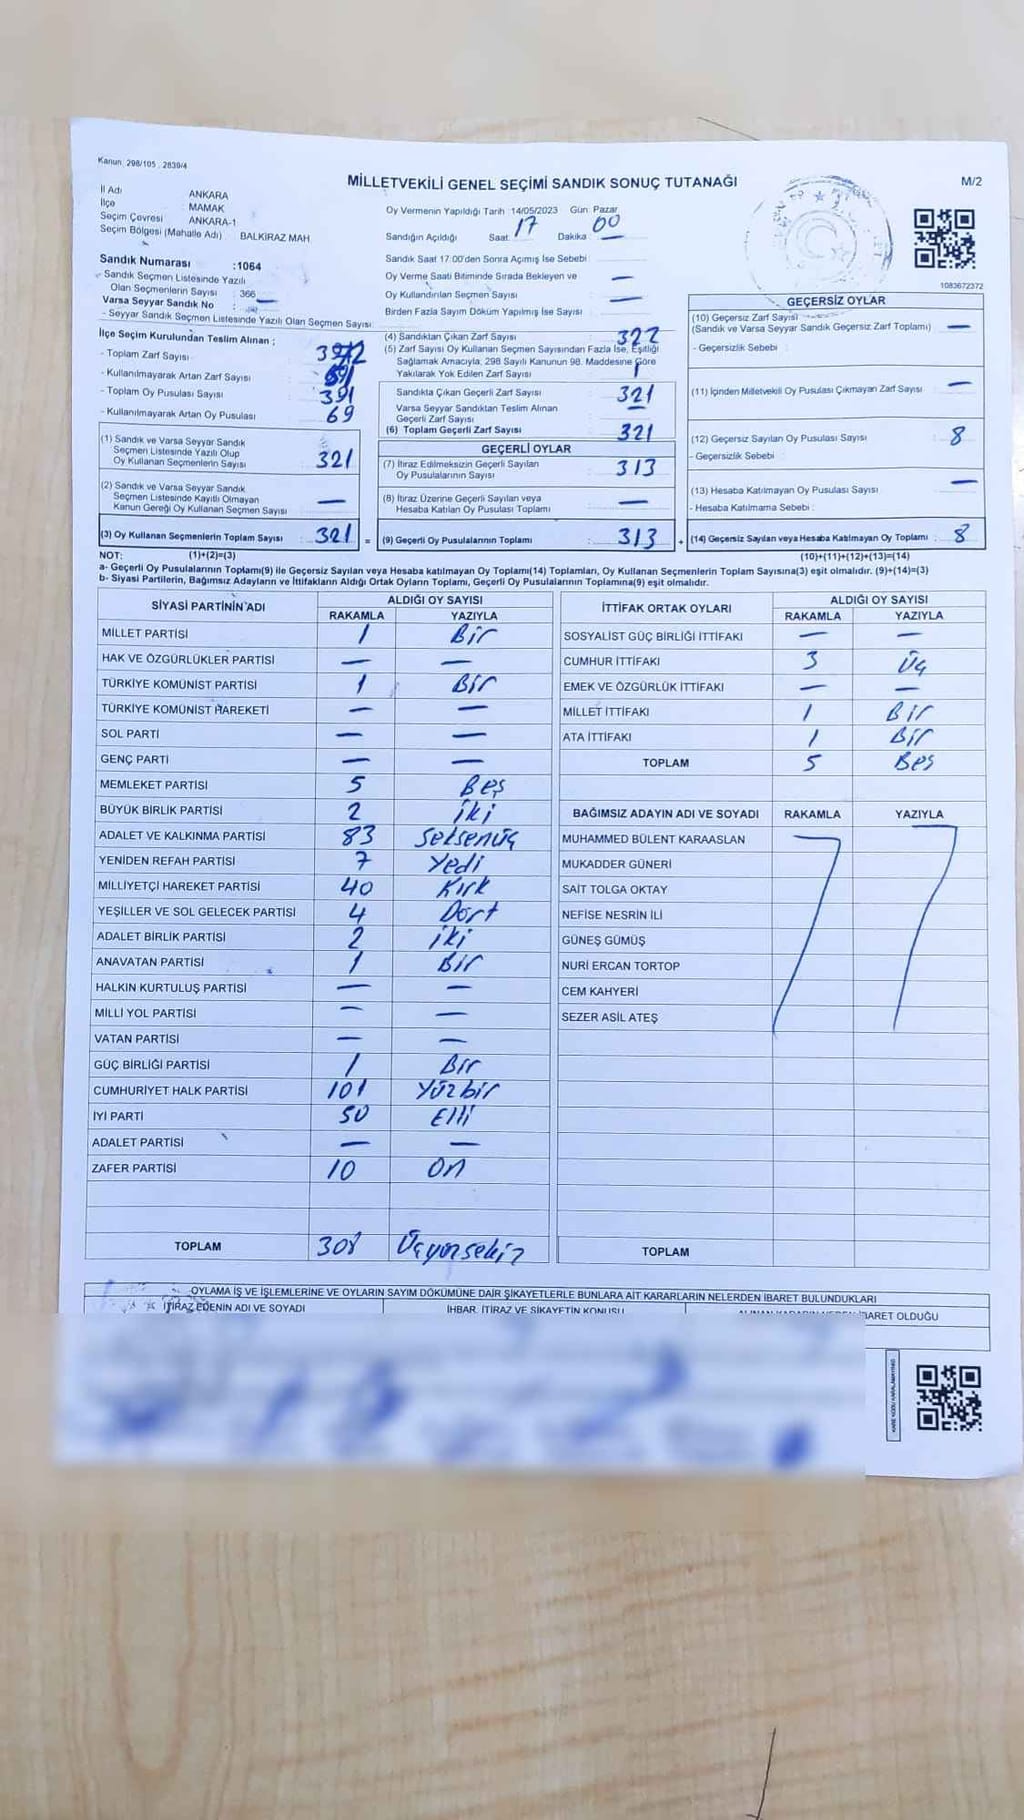 Kanun: 298/105 , 2839/4
MİLLETVEKİLİ GENEL SEÇİMİ SANDIK SONUÇ TUTANAĞI
M/2
İl Adı ANKARA
İlçe MAMAK
Seçim Çevresi ANKARA-1
Seçim Bölgesi (Mahalle Adı) BALKİRAZ MAH
Oy Vermenin Yapıldığı Tarih : 14/05/2023 Gün: Pazar
Sandığın Açıldığı Saat: 17 Dakika : 00
Sandık Saat 17.00'den Sonra Açımış İse Sebebi :
Oy Verme Saati Bitiminde Sırada Bekleyen ve —
Oy Kullandırılan Seçmen Sayısı —
Birden Fazla Sayım Döküm Yapılmış İse Sayısı :
1083672372
Sandık Numarası :1064
- Sandık Seçmen Listesinde Yazılı
Olan Seçmenlerin Sayısı : 366
Varsa Seyyar Sandık No : —
- Seyyar Sandık Seçmen Listesinde Yazılı Olan Seçmen Sayısı:
İlçe Seçim Kurulundan Teslim Alınan ;
- Toplam Zarf Sayısı
- Kullanılmayarak Artan Zarf Sayısı
- Toplam Oy Pusulası Sayısı 391
- Kullanılmayarak Artan Oy Pusulası 69
(1) Sandık ve Varsa Seyyar Sandık
Seçmen Listesinde Yazılı Olup
Oy Kullanan Seçmenlerin Sayısı 321
(2) Sandık ve Varsa Seyyar Sandık
Seçmen Listesinde Kayıtlı Olmayan
Kanun Gereği Oy Kullanan Seçmen Sayısı —
(3) Oy Kullanan Seçmenlerin Toplam Sayısı : 321 =
(4) Sandıktan Çıkan Zarf Sayısı 322
(5) Zarf Sayısı Oy Kullanan Seçmen Sayısından Fazla İse, Eşitliği
Sağlamak Amacıyla, 298 Sayılı Kanunun 98. Maddesine Göre
Yakılarak Yok Edilen Zarf Sayısı 1
Sandıkta Çıkan Geçerli Zarf Sayısı 321
Varsa Seyyar Sandıktan Teslim Alınan
Geçerli Zarf Sayısı —
(6) Toplam Geçerli Zarf Sayısı 321
GEÇERLİ OYLAR
(7) İtiraz Edilmeksizin Geçerli Sayılan
Oy Pusulalarının Sayısı 313
(8) İtiraz Üzerine Geçerli Sayılan veya
Hesaba Katılan Oy Pusulası Toplamı —
(9) Geçerli Oy Pusulalarının Toplamı : 313 +
GEÇERSİZ OYLAR
(10) Geçersiz Zarf Sayısı
(Sandık ve Varsa Seyyar Sandık Geçersiz Zarf Toplamı) —
- Geçersizlik Sebebi :
(11) İçinden Milletvekili Oy Pusulası Çıkmayan Zarf Sayısı —
(12) Geçersiz Sayılan Oy Pusulası Sayısı 8
- Geçersizlik Sebebi :
(13) Hesaba Katılmayan Oy Pusulası Sayısı —
- Hesaba Katılmama Sebebi :
(14) Geçersiz Sayılan veya Hesaba Katılmayan Oy Toplamı : 8
NOT: (1)+(2)=(3) (10)+(11)+(12)+(13)=(14)
a- Geçerli Oy Pusulalarının Toplamı(9) ile Geçersiz Sayılan veya Hesaba katılmayan Oy Toplamı(14) Toplamları, Oy Kullanan Seçmenlerin Toplam Sayısına(3) eşit olmalıdır. (9)+(14)=(3)
b- Siyasi Partilerin, Bağımsız Adayların ve İttifakların Aldığı Ortak Oyların Toplamı, Geçerli Oy Pusulalarının Toplamına(9) eşit olmalıdır.
SİYASİ PARTİNİN ADI ALDIĞI OY SAYISI
RAKAMLA YAZIYLA
MİLLET PARTİSİ 1 Bir
HAK VE ÖZGÜRLÜKLER PARTİSİ — —
TÜRKİYE KOMÜNİST PARTİSİ 1 Bir
TÜRKİYE KOMÜNİST HAREKETİ — —
SOL PARTİ — —
GENÇ PARTİ — —
MEMLEKET PARTİSİ 5 Beş
BÜYÜK BİRLİK PARTİSİ 2 iki
ADALET VE KALKINMA PARTİSİ 83 Seksenüç
YENİDEN REFAH PARTİSİ 7 Yedi
MİLLİYETÇİ HAREKET PARTİSİ 40 Kırk
YEŞİLLER VE SOL GELECEK PARTİSİ 4 Dört
ADALET BİRLİK PARTİSİ 2 iki
ANAVATAN PARTİSİ 1 Bir
HALKIN KURTULUŞ PARTİSİ — —
MİLLİ YOL PARTİSİ — —
VATAN PARTİSİ — —
GÜÇ BİRLİĞİ PARTİSİ 1 Bir
CUMHURİYET HALK PARTİSİ 101 Yüzbir
İYİ PARTİ 50 Elli
ADALET PARTİSİ — —
ZAFER PARTİSİ 10 On
TOPLAM 308 Üçyüzsekiz
İTTİFAK ORTAK OYLARI ALDIĞI OY SAYISI
RAKAMLA YAZIYLA
SOSYALİST GÜÇ BİRLİĞİ İTTİFAKI — —
CUMHUR İTTİFAKI 3 Üç
EMEK VE ÖZGÜRLÜK İTTİFAKI — —
MİLLET İTTİFAKI 1 Bir
ATA İTTİFAKI 1 Bir
TOPLAM 5 Beş
BAĞIMSIZ ADAYIN ADI VE SOYADI RAKAMLA YAZIYLA
MUHAMMED BÜLENT KARAASLAN
MUKADDER GÜNERİ
SAİT TOLGA OKTAY
NEFİSE NESRİN İLİ
GÜNEŞ GÜMÜŞ
NURİ ERCAN TORTOP
CEM KAHYERİ
SEZER ASİL ATEŞ
TOPLAM
OYLAMA İŞ VE İŞLEMLERİNE VE OYLARIN SAYIM DÖKÜMÜNE DAİR ŞİKAYETLERLE BUNLARA AİT KARARLARIN NELERDEN İBARET BULUNDUKLARI
İTİRAZ EDENİN ADI VE SOYADI İHBAR, İTİRAZ VE ŞİKAYETİN KONUSU ALINAN KARARIN NEDEN İBARET OLDUĞU